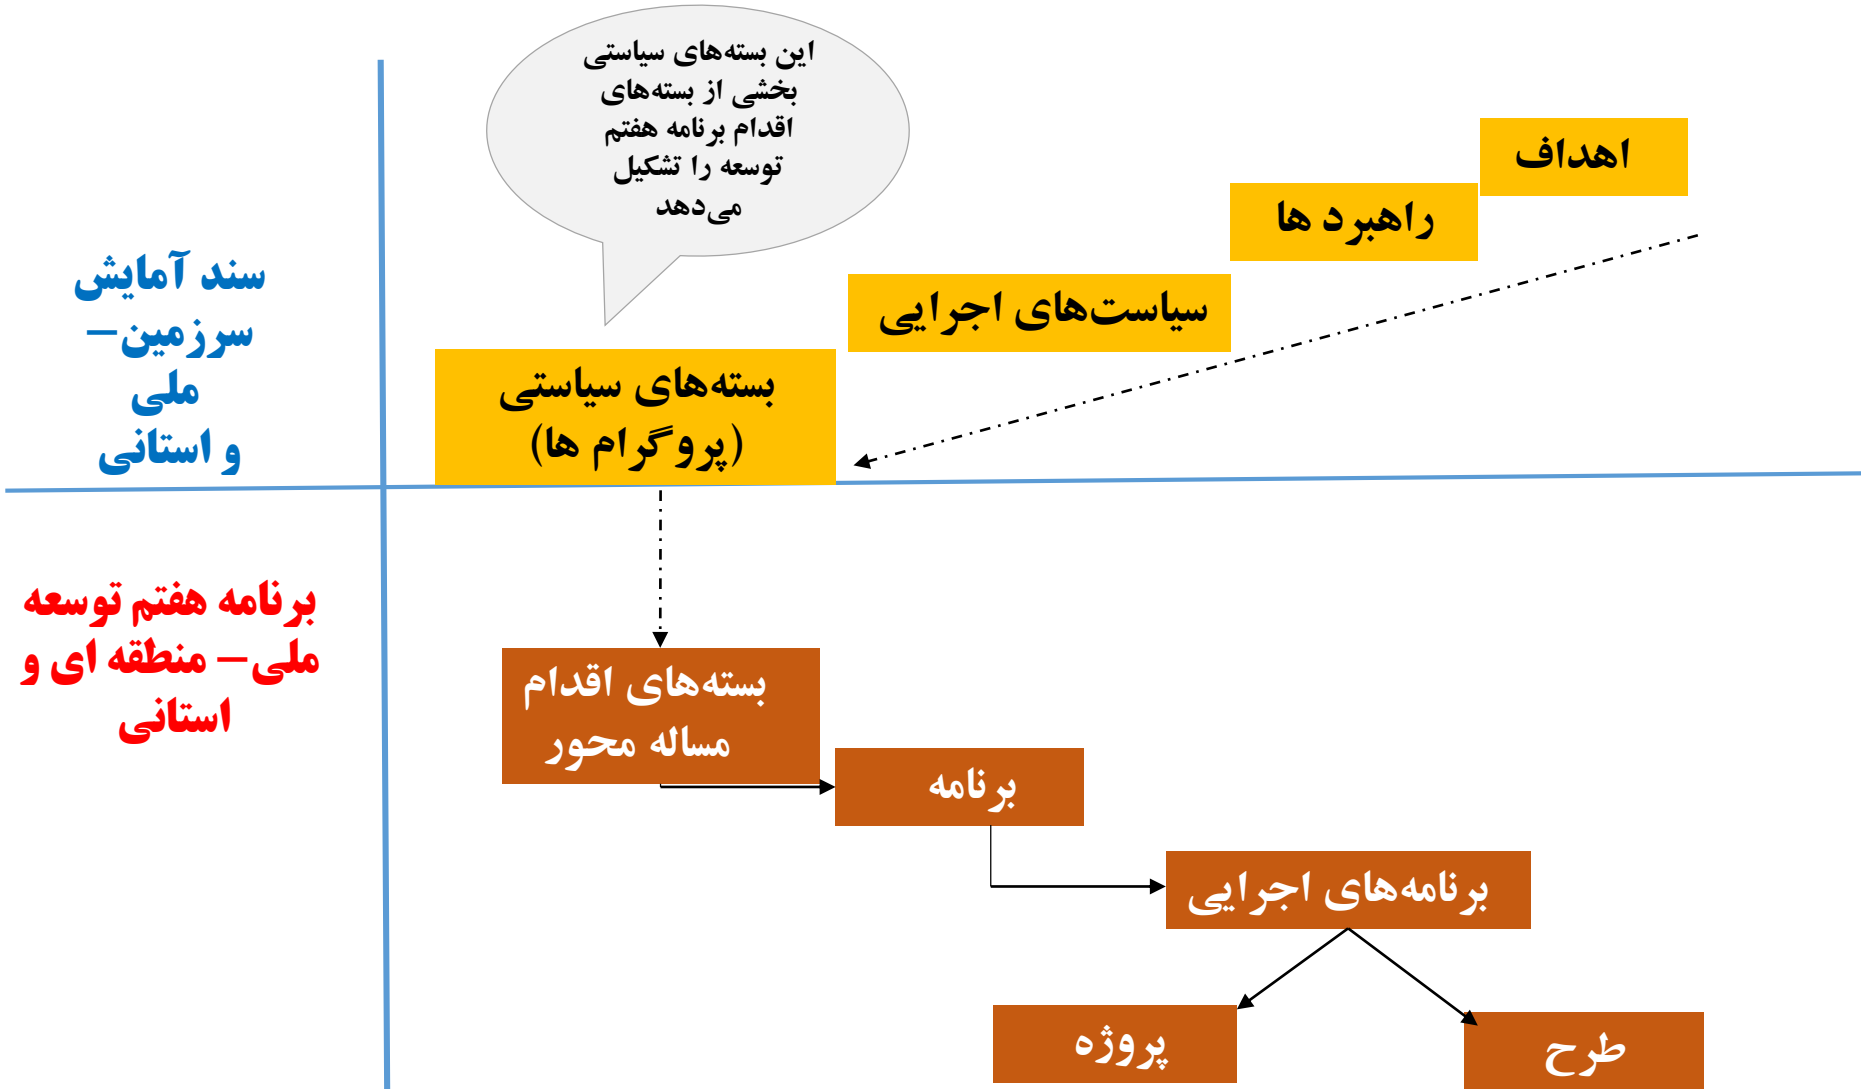 این بسته‌های سیاستی
بخشی از بسته‌های
اقدام برنامه هفتم
توسعه را تشکیل
می‌دهد
اهداف
راهبرد ها
سیاست‌های اجرایی
بسته‌های سیاستی
(پروگرام ها)
سند آمایش
سرزمین–
ملی
و استانی
برنامه هفتم توسعه
ملی– منطقه ای و
استانی
بسته‌های اقدام
مساله محور
برنامه
برنامه‌های اجرایی
طرح
پروژه